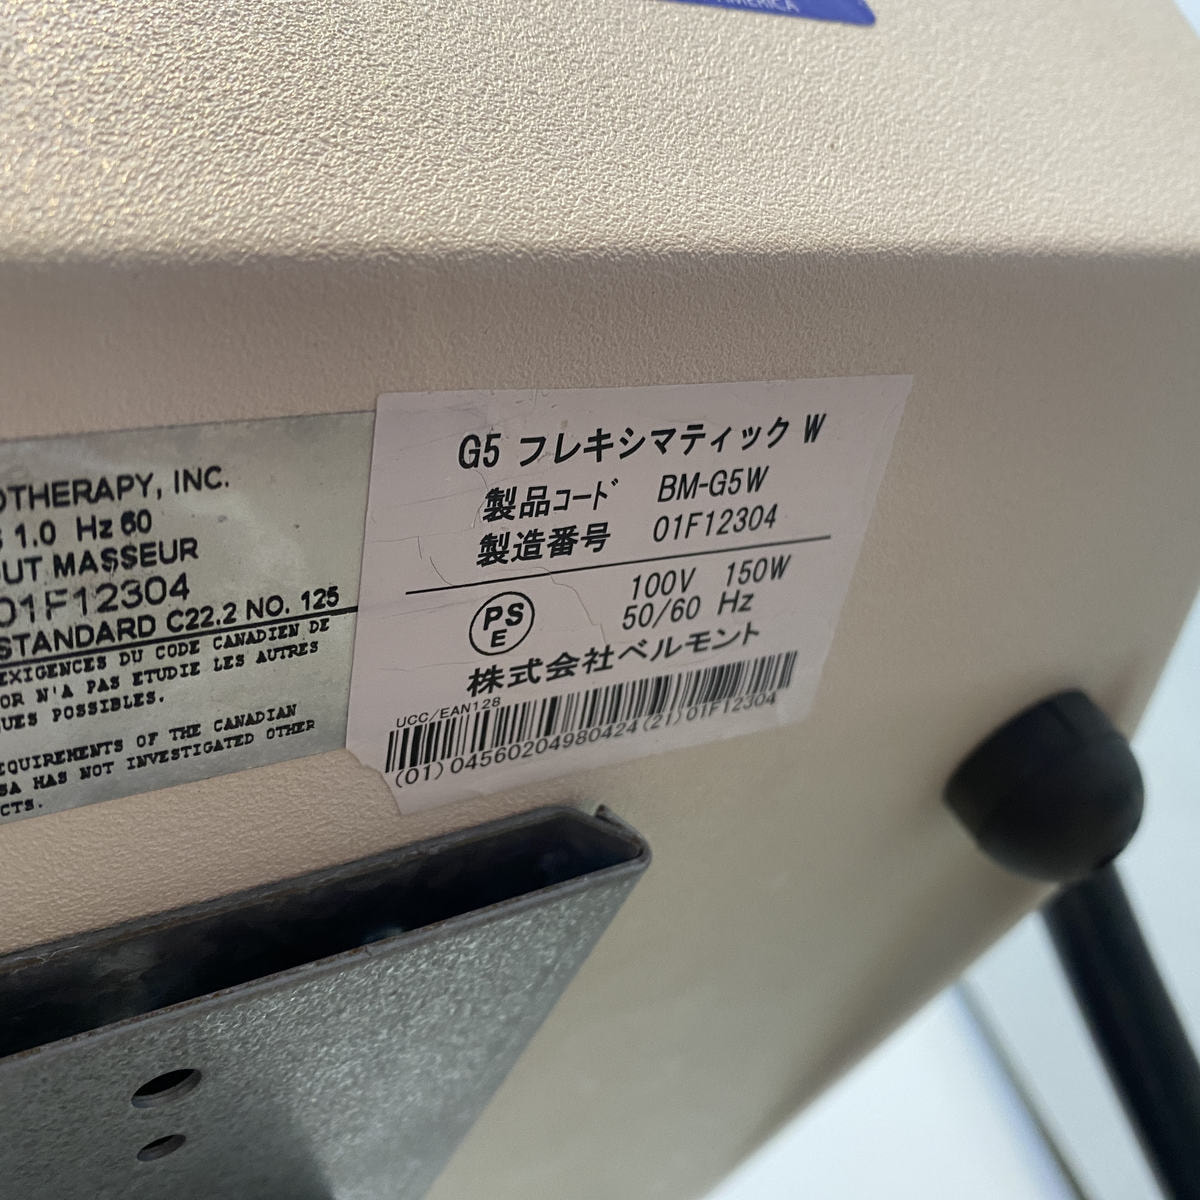 AMERICA
OTHERAPY, INC.
S 1.0 Hz 60
OUT MASSEUR
01F12304
STANDARD C22.2 NO. 125
EXIGENCES DU CODE CANADIEN DE
OR N'A PAS ETUDIE LES AUTRES
QUES POSSIBLES.
EQUIREMENTS OF THE CANADIAN
SA HAS NOT INVESTIGATED OTHER
CTS.
G5 フレキシマティック W
製品コード BM-G5W
製造番号 01F12304
PS
E
100V 150W
50/60 Hz
株式会社ベルモント
UCC/EAN128
(01)04560204980424(21)01F12304